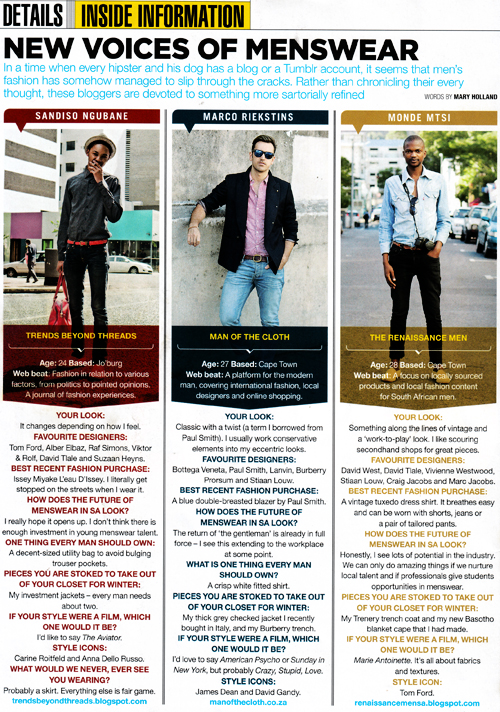 DETAILS INSIDE INFORMATION
NEW VOICES OF MENSWEAR
In a time when every hipster and his dog has a blog or a Tumblr account, it seems that men's
fashion has somehow managed to slip through the cracks. Rather than chronicling their every
thought, these bloggers are devoted to something more sartorially refined
WORDS BY MARY HOLLAND
SANDISO NGUBANE
TRENDS BEYOND THREADS
Age: 24 Based: Jo'burg
Web beat: Fashion in relation to various
factors, from politics to pointed opinions.
A journal of fashion experiences.
YOUR LOOK:
It changes depending on how I feel.
FAVOURITE DESIGNERS:
Tom Ford, Alber Elbaz, Raf Simons, Viktor
& Rolf, David Tlale and Suzaan Heyns.
BEST RECENT FASHION PURCHASE:
Issey Miyake L'eau D'Issey. I literally get
stopped on the streets when I wear it.
HOW DOES THE FUTURE OF
MENSWEAR IN SA LOOK?
I really hope it opens up. I don't think there is
enough investment in young menswear talent.
ONE THING EVERY MAN SHOULD OWN:
A decent-sized utility bag to avoid bulging
trouser pockets.
PIECES YOU ARE STOKED TO TAKE OUT
OF YOUR CLOSET FOR WINTER:
My investment jackets – every man needs
about two.
IF YOUR STYLE WERE A FILM, WHICH
ONE WOULD IT BE?
I'd like to say The Aviator.
STYLE ICONS:
Carine Roitfeld and Anna Dello Russo.
WHAT WOULD WE NEVER, EVER SEE
YOU WEARING?
Probably a skirt. Everything else is fair game.
trendsbeyondthreads.blogspot.com
MARCO RIEKSTINS
MAN OF THE CLOTH
Age: 27 Based: Cape Town
Web beat: A platform for the modern
man, covering international fashion, local
designers and online shopping.
YOUR LOOK:
Classic with a twist (a term I borrowed from
Paul Smith). I usually work conservative
elements into my eccentric looks.
FAVOURITE DESIGNERS:
Bottega Veneta, Paul Smith, Lanvin, Burberry
Prorsum and Stiaan Louw.
BEST RECENT FASHION PURCHASE:
A blue double-breasted blazer by Paul Smith.
HOW DOES THE FUTURE OF
MENSWEAR IN SA LOOK?
The return of 'the gentleman' is already in full
force – I see this extending to the workplace
at some point.
WHAT IS ONE THING EVERY MAN
SHOULD OWN?
A crisp white fitted shirt.
PIECES YOU ARE STOKED TO TAKE OUT
OF YOUR CLOSET FOR WINTER:
My thick grey checked jacket I recently
bought in Italy, and my Burberry trench.
IF YOUR STYLE WERE A FILM, WHICH
ONE WOULD IT BE?
I'd love to say American Psycho or Sunday in
New York, but probably Crazy, Stupid, Love.
STYLE ICONS:
James Dean and David Gandy.
manofthecloth.co.za
MONDE MTSI
THE RENAISSANCE MEN
Age: 28 Based: Cape Town
Web beat: A focus on locally sourced
products and local fashion content
for South African men.
YOUR LOOK:
Something along the lines of vintage and
a 'work-to-play' look. I like scouring
secondhand shops for great pieces.
FAVOURITE DESIGNERS:
David West, David Tlale, Vivienne Westwood,
Stiaan Louw, Craig Jacobs and Marc Jacobs.
BEST RECENT FASHION PURCHASE:
A vintage tuxedo dress shirt. It breathes easy
and can be worn with shorts, jeans or
a pair of tailored pants.
HOW DOES THE FUTURE OF
MENSWEAR IN SA LOOK?
Honestly, I see lots of potential in the industry.
We can only do amazing things if we nurture
local talent and if professionals give students
opportunities in menswear.
PIECES YOU ARE STOKED TO TAKE OUT
OF YOUR CLOSET FOR WINTER:
My Trenery trench coat and my new Basotho
blanket cape that I had made.
IF YOUR STYLE WERE A FILM, WHICH
ONE WOULD IT BE?
Marie Antoinette. It's all about fabrics
and textures.
STYLE ICON:
Tom Ford.
renaissancemensa.blogspot.com